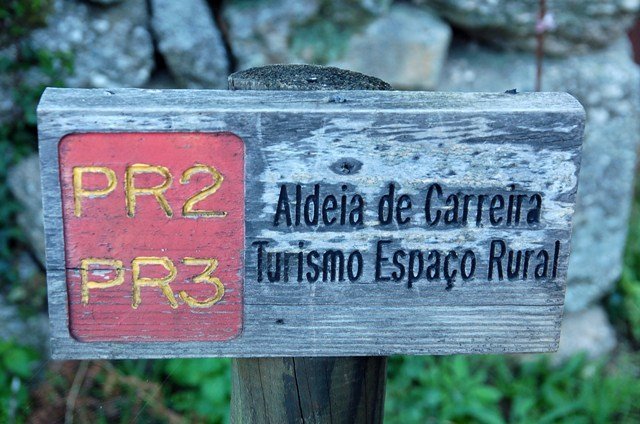 PR2
PR3
Aldeia de Carreira
Turismo Espaço Rural